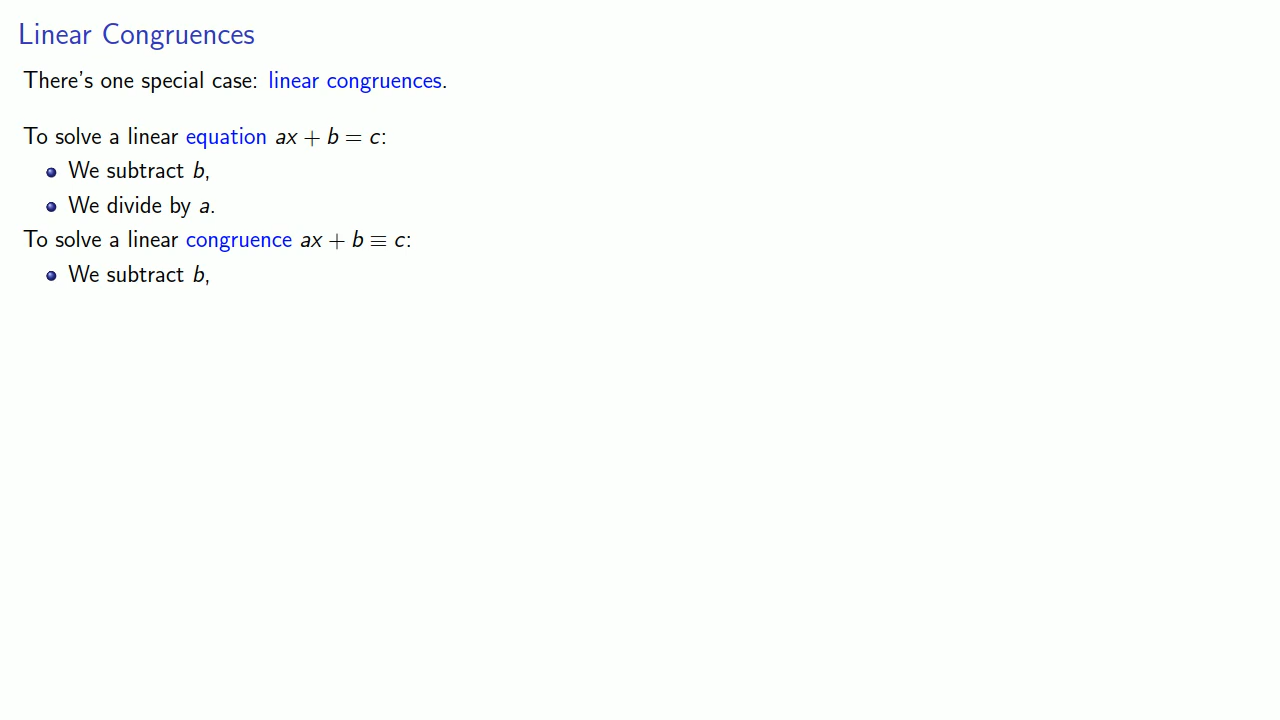 Linear Congruences
There's one special case: linear congruences.
To solve a linear equation ax + b = c:
We subtract b,
We divide by a.
To solve a linear congruence ax + b ≡ c:
We subtract b,